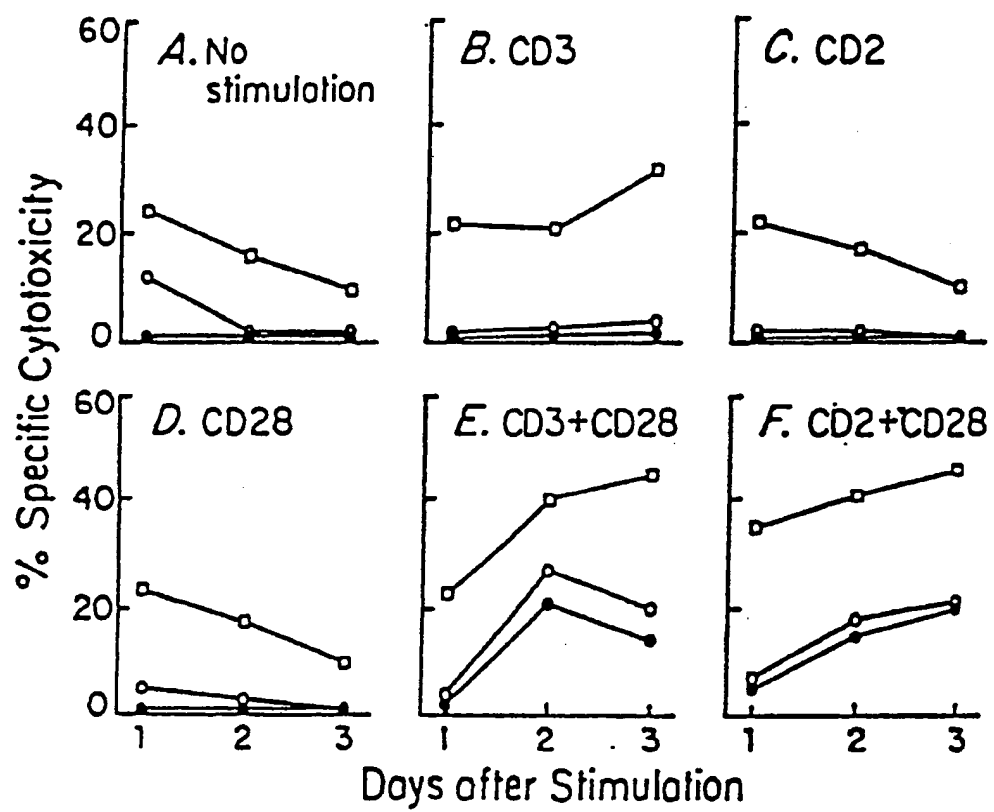 % Specific Cytotoxicity
60
40
20
0
A. No
stimulation
B. CD3
C. CD2
60
40
20
0
D. CD28
E. CD3+CD28
F. CD2+CD28
1 2 3
1 2 3
1 2 3
Days after Stimulation